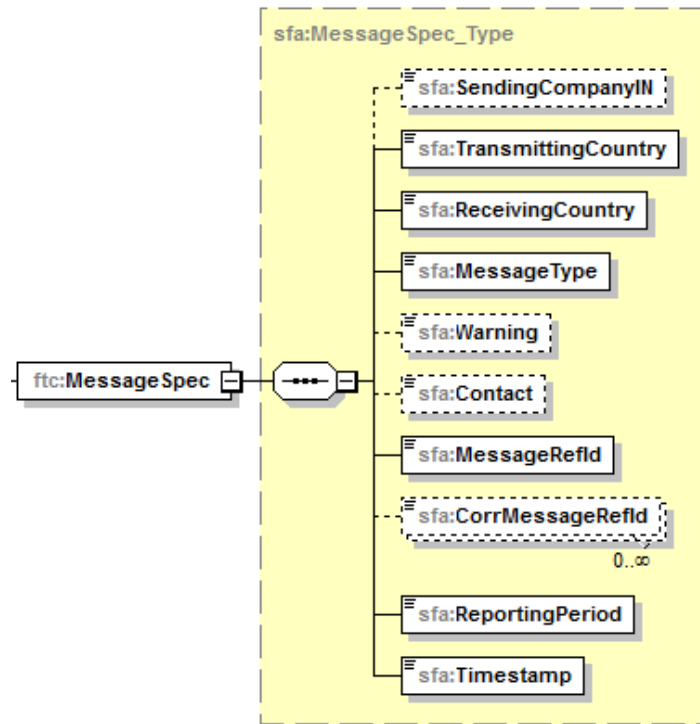 sfa:MessageSpec_Type
sfa:SendingCompanyIN
sfa:TransmittingCountry
sfa:ReceivingCountry
sfa:MessageType
sfa:Warning
ftc:MessageSpec
sfa:Contact
sfa:MessageRefId
sfa:CorrMessageRefId
0..∞
sfa:ReportingPeriod
sfa:Timestamp